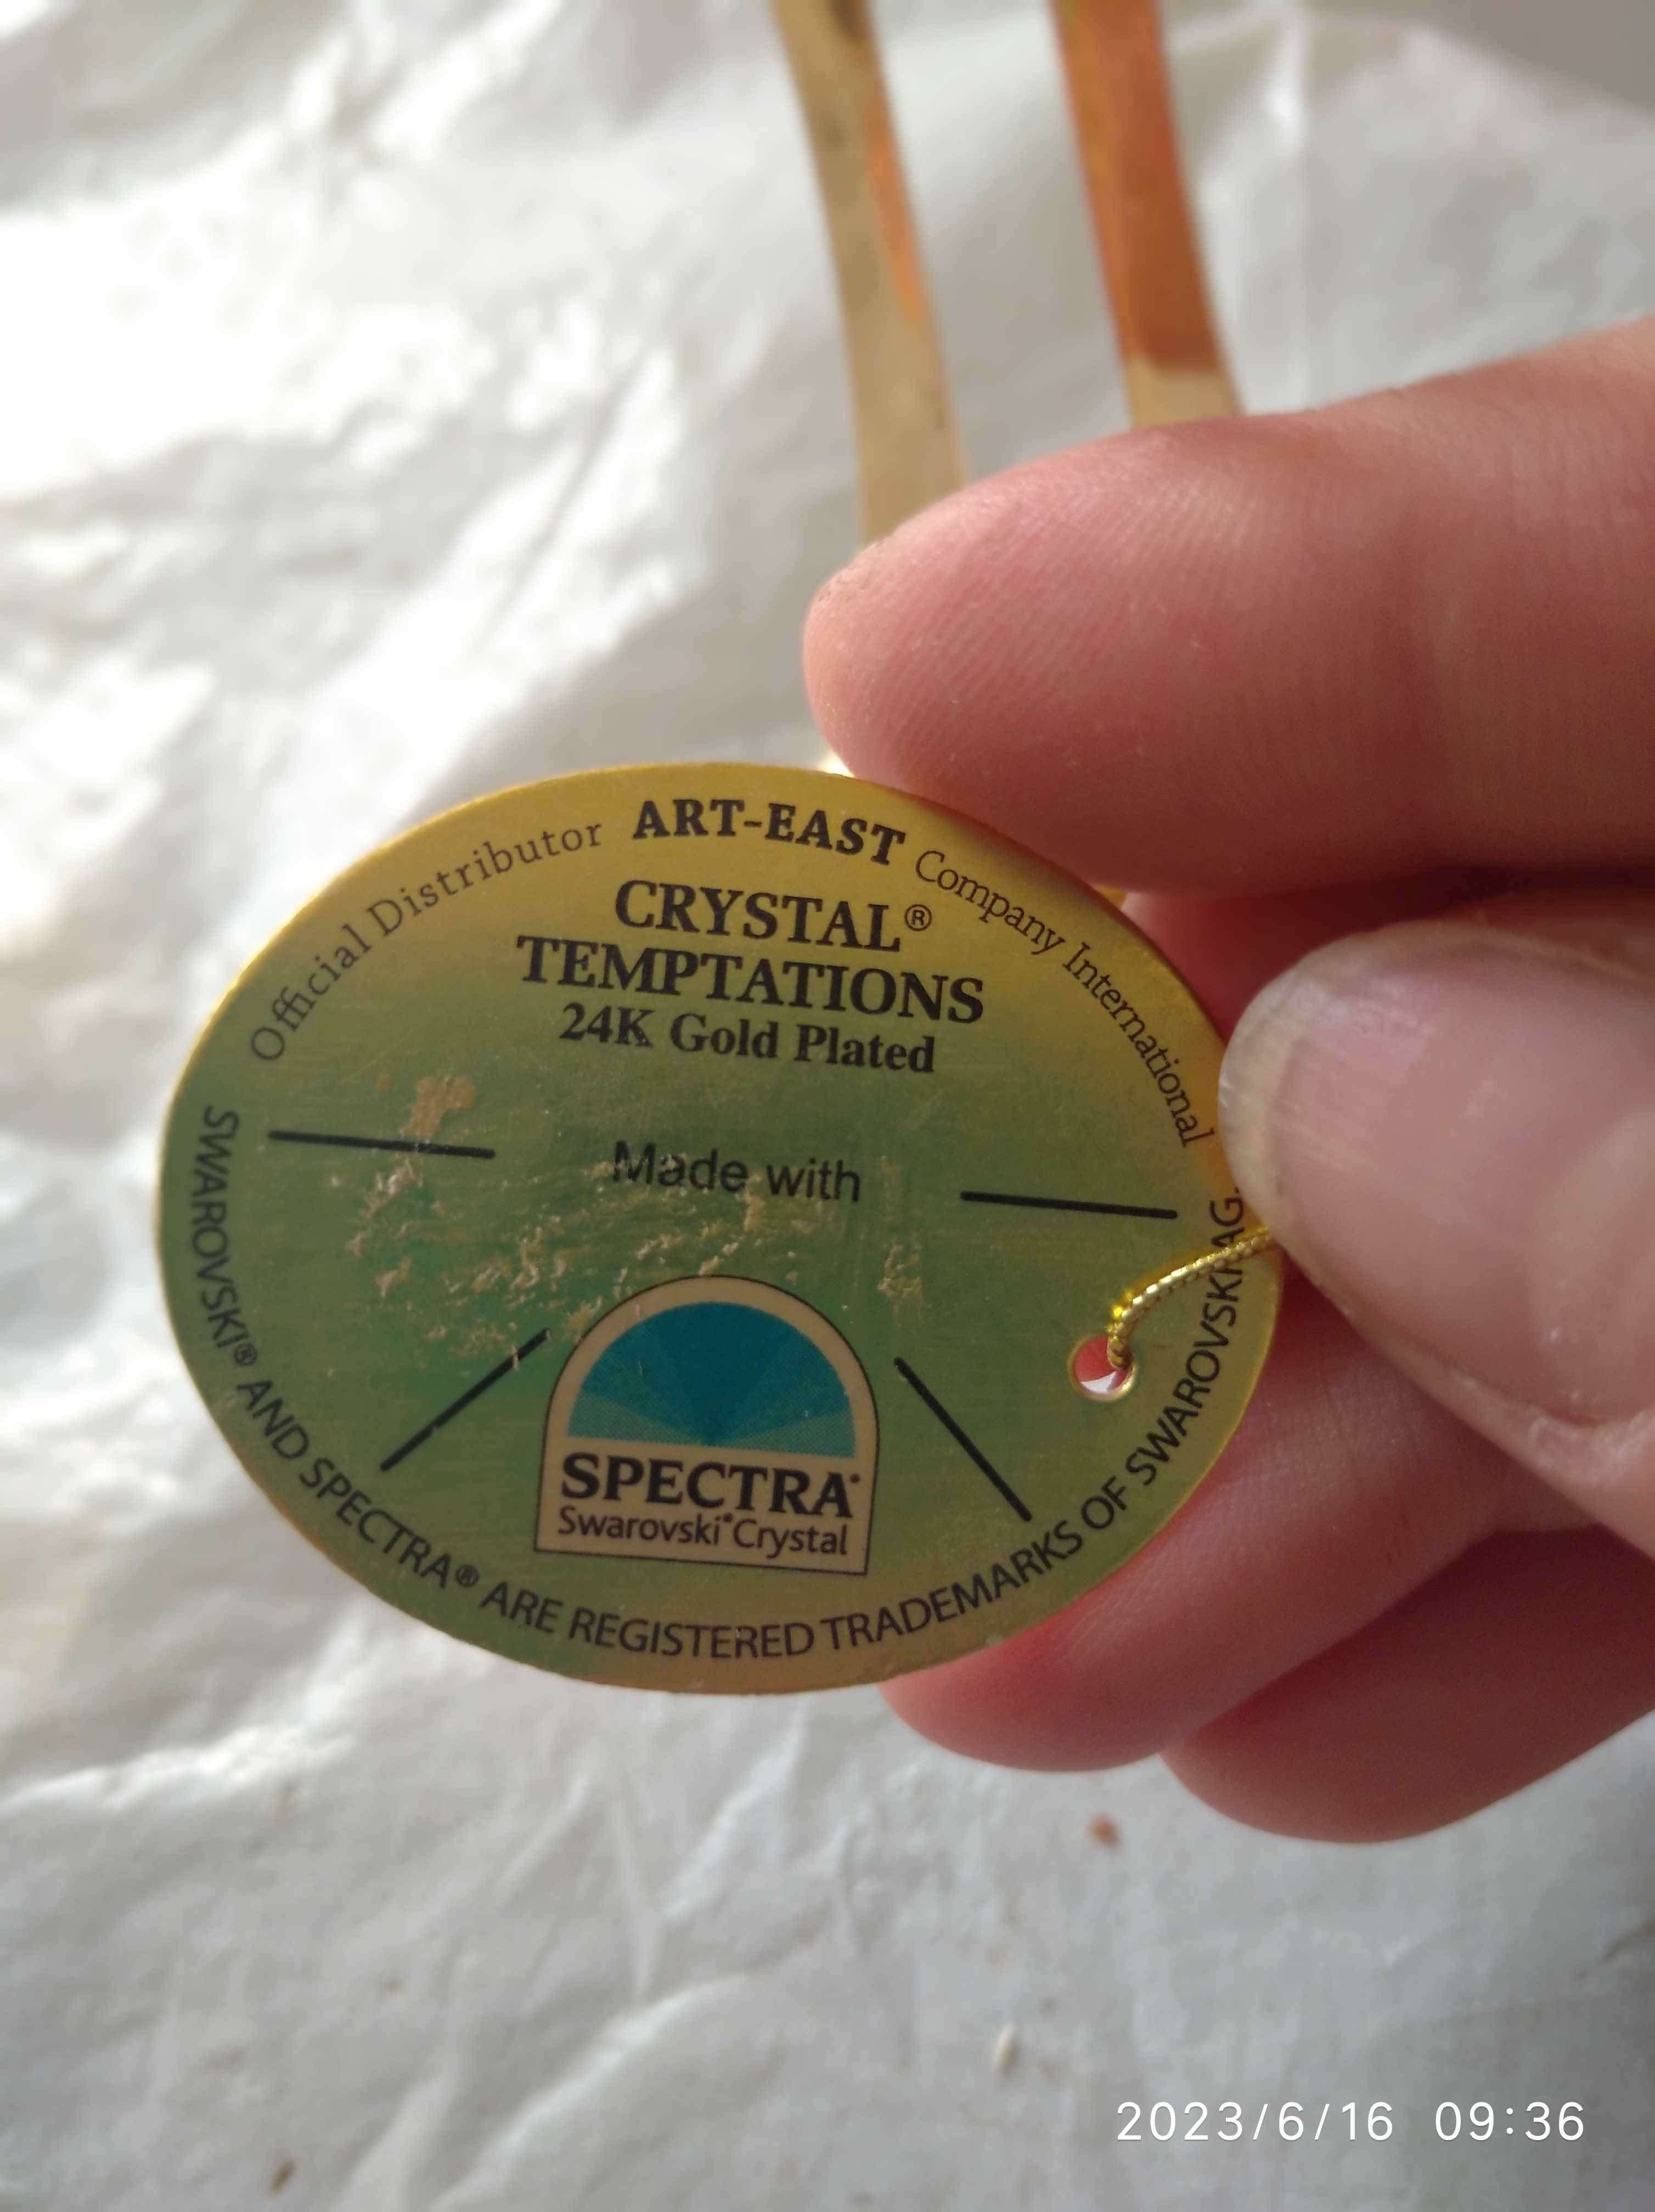 Official Distributor ART-EAST Company International
CRYSTAL®
TEMPTATIONS
24K Gold Plated
Made with
SPECTRA
Swarovski® Crystal
SWAROVSKI® AND SPECTRA® ARE REGISTERED TRADEMARKS OF SWAROVSKI AG.
2023/6/16 09:36